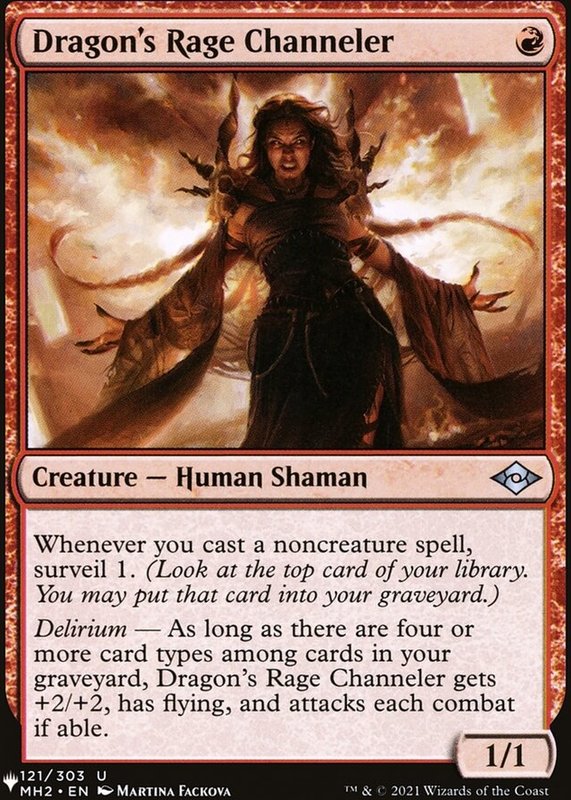 Dragon's Rage Channeler
Creature — Human Shaman
Whenever you cast a noncreature spell,
surveil 1. (Look at the top card of your library.
You may put that card into your graveyard.)
Delirium — As long as there are four or
more card types among cards in your
graveyard, Dragon's Rage Channeler gets
+2/+2, has flying, and attacks each combat
if able.
1/1
121/303 U
MH2 • EN Martina Fackova
™ & © 2021 Wizards of the Coast